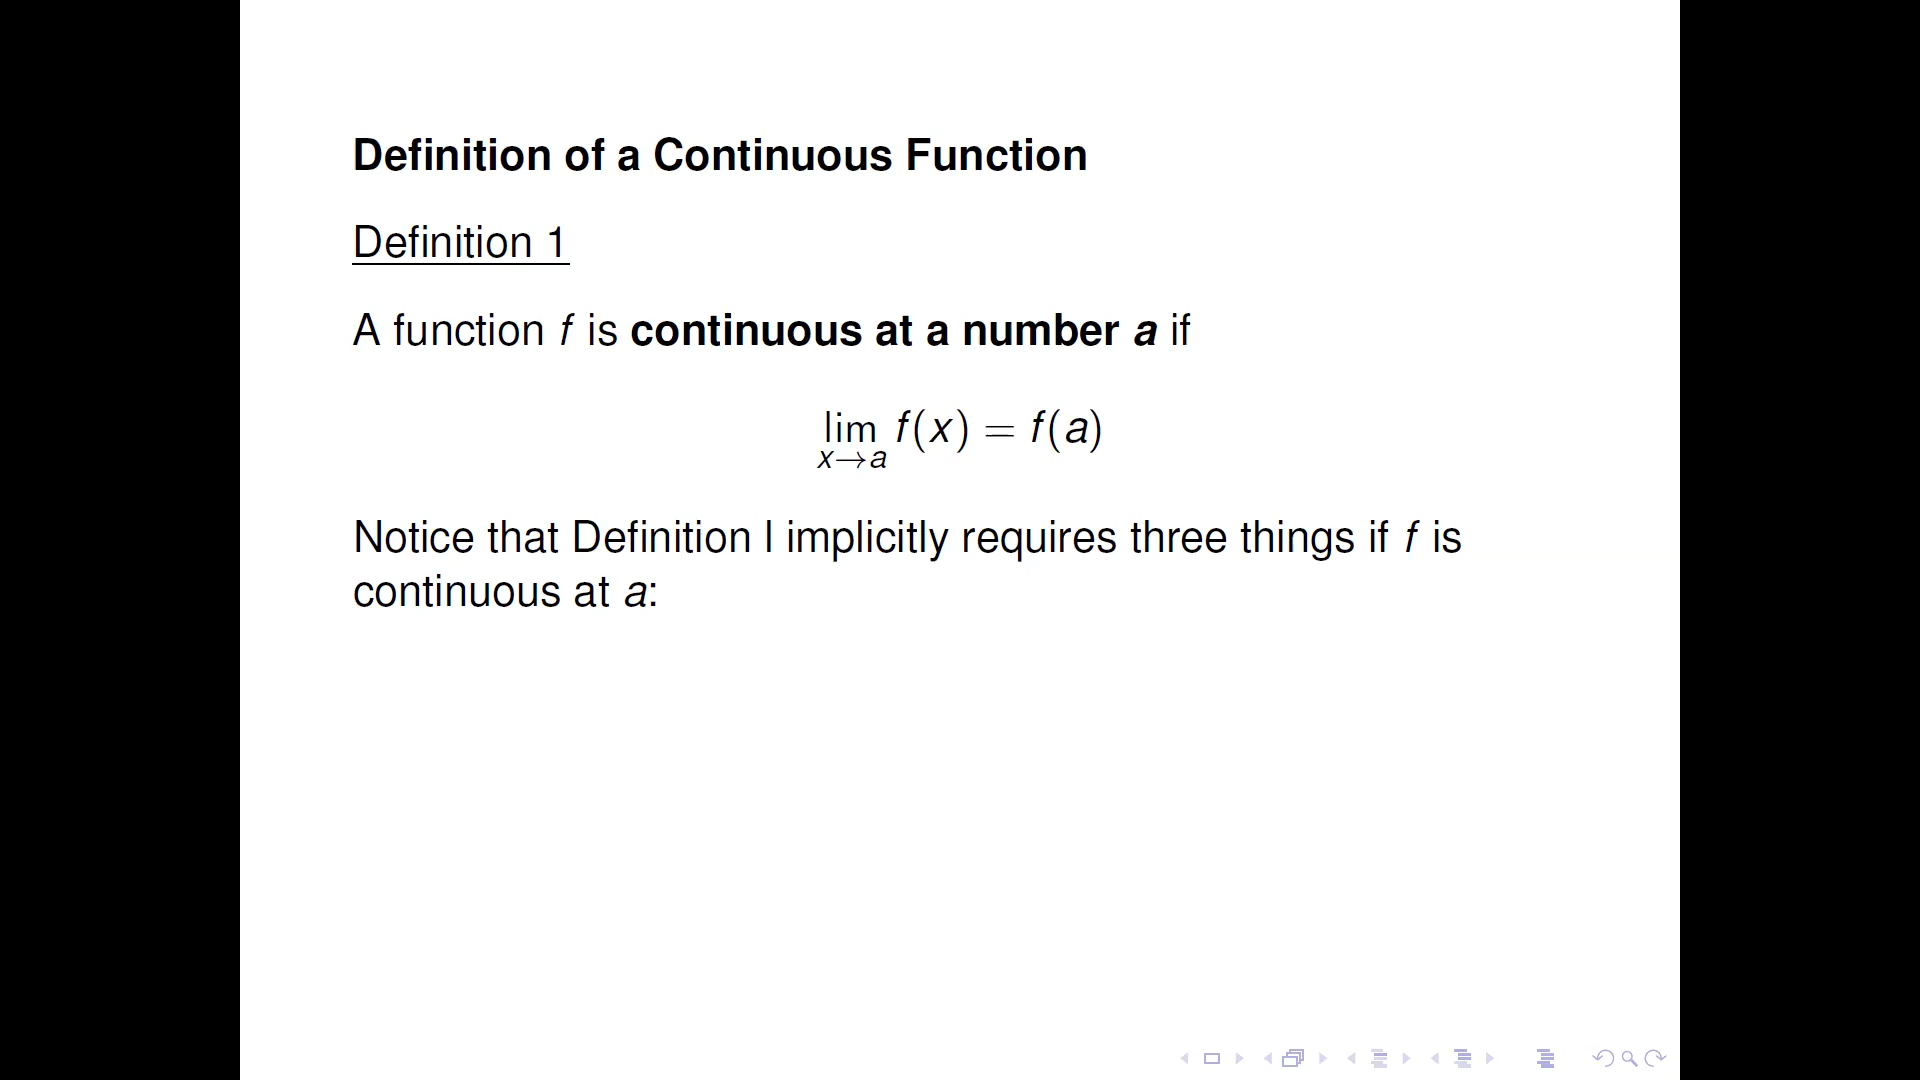 Definition of a Continuous Function
Definition 1
A function f is continuous at a number a if
lim f(x) = f(a)
x→a
Notice that Definition I implicitly requires three things if f is
continuous at a: